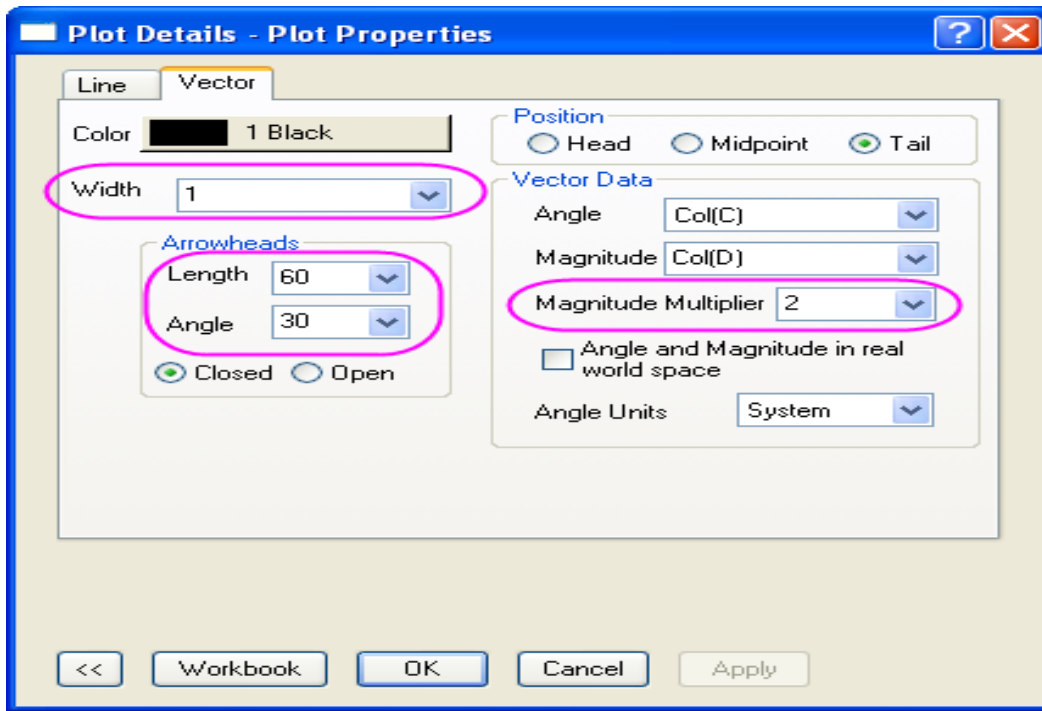 Plot Details - Plot Properties
?
Line
Vector
Color 1 Black
Width 1
Arrowheads
Length 60
Angle 30
Closed Open
Position
Head Midpoint Tail
Vector Data
Angle Col(C)
Magnitude Col(D)
Magnitude Multiplier 2
Angle and Magnitude in real
world space
Angle Units System
<< Workbook OK Cancel Apply